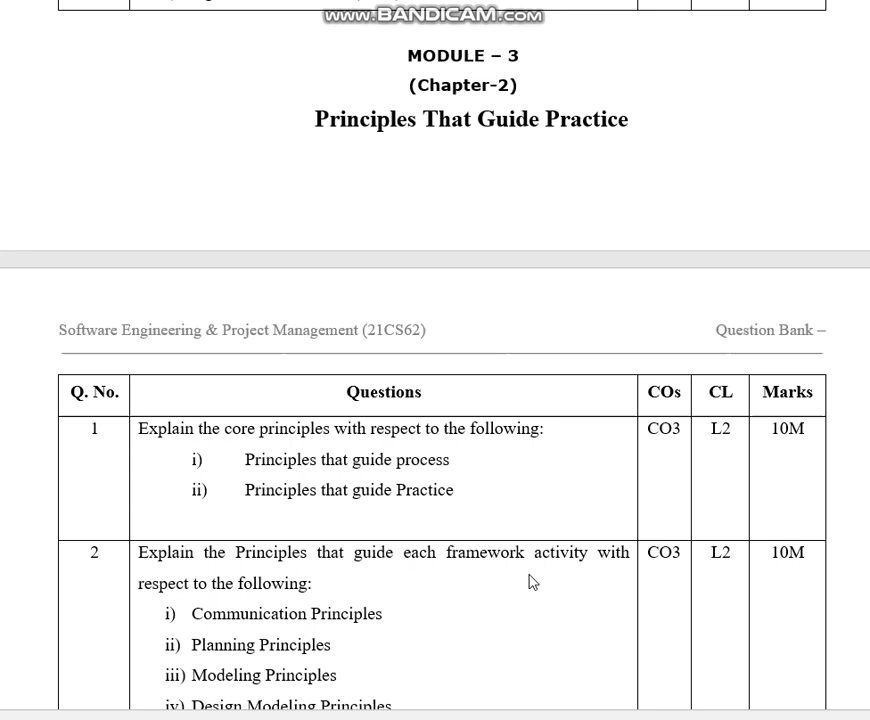 www.BANDICAM.com
MODULE – 3
(Chapter-2)
Principles That Guide Practice
Software Engineering & Project Management (21CS62) Question Bank –
Q. No. Questions COs CL Marks
1 Explain the core principles with respect to the following: CO3 L2 10M
i) Principles that guide process
ii) Principles that guide Practice
2 Explain the Principles that guide each framework activity with CO3 L2 10M
respect to the following:
i) Communication Principles
ii) Planning Principles
iii) Modeling Principles
iv) Design Modeling Principles